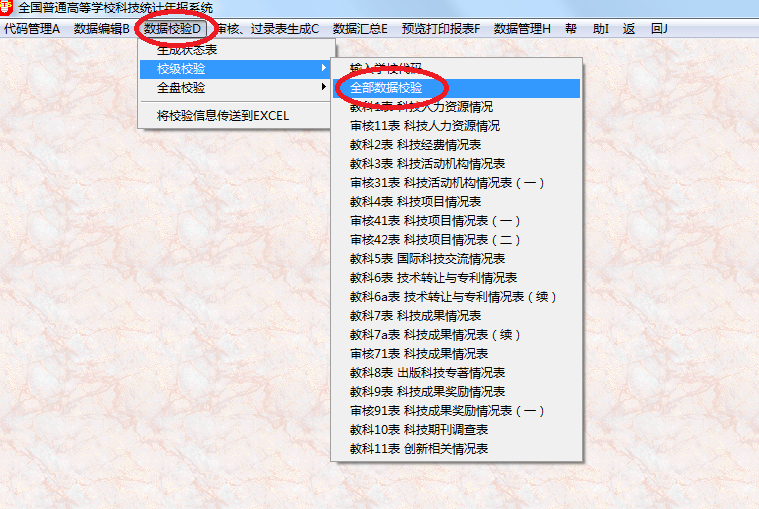 全国普通高等学校科技统计年报系统
代码管理A 数据编辑B 数据校验D 审核、过录表生成C 数据汇总E 预览打印报表F 数据管理H 帮 助I 返 回J
生成状态表
校级校验
全盘校验
将校验信息传送到EXCEL
输入学校代码
全部数据校验
教科1表 科技人力资源情况
审核11表 科技人力资源情况
教科2表 科技经费情况表
教科3表 科技活动机构情况表
审核31表 科技活动机构情况表（一）
教科4表 科技项目情况表
审核41表 科技项目情况表（一）
审核42表 科技项目情况表（二）
教科5表 国际科技交流情况表
教科6表 技术转让与专利情况表
教科6a表 技术转让与专利情况表（续）
教科7表 科技成果情况表
教科7a表 科技成果情况表（续）
审核71表 科技成果情况表
教科8表 出版科技专著情况表
教科9表 科技成果奖励情况表
审核91表 科技成果奖励情况表（一）
教科10表 科技期刊调查表
教科11表 创新相关情况表